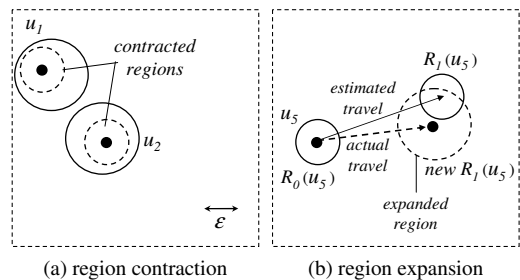 u1
contracted
regions
u2
ε
(a) region contraction
R1(u5)
estimated
travel
u5
actual
travel
R0(u5)
new R1(u5)
expanded
region
(b) region expansion